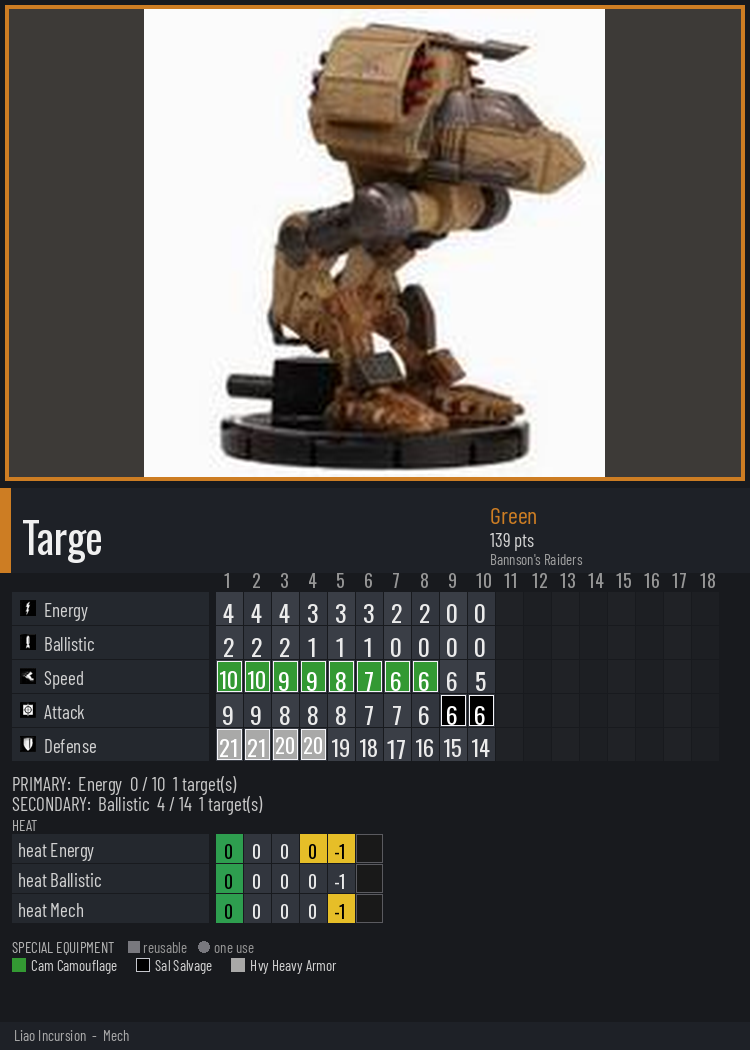 Targe
Green
139 pts
Bannson's Raiders
1 2 3 4 5 6 7 8 9 10 11 12 13 14 15 16 17 18
Energy 4 4 4 3 3 3 2 2 0 0
Ballistic 2 2 2 1 1 1 0 0 0 0
Speed 10 10 9 9 8 7 6 6 6 5
Attack 9 9 8 8 8 7 7 6 6 6
Defense 21 21 20 20 19 18 17 16 15 14
PRIMARY: Energy 0 / 10 1 target(s)
SECONDARY: Ballistic 4 / 14 1 target(s)
HEAT
heat Energy 0 0 0 0 -1
heat Ballistic 0 0 0 0 -1
heat Mech 0 0 0 0 -1
SPECIAL EQUIPMENT reusable one use
Cam Camouflage Sal Salvage Hvy Heavy Armor
Liao Incursion - Mech